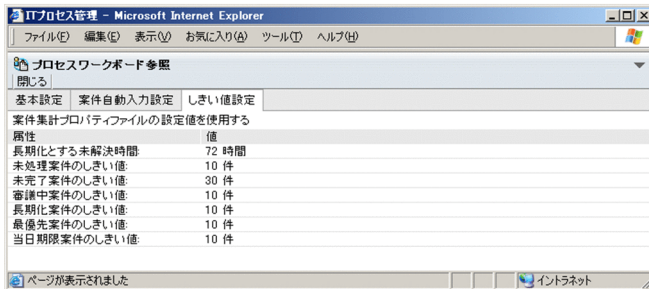 ITプロセス管理 - Microsoft Internet Explorer
ファイル(F) 編集(E) 表示(V) お気に入り(A) ツール(T) ヘルプ(H)
プロセスワークボード参照
閉じる
基本設定 案件自動入力設定 しきい値設定
案件集計プロパティファイルの設定値を使用する
属性 値
長期化とする未解決時間: 72 時間
未処理案件のしきい値: 10 件
未完了案件のしきい値: 30 件
審議中案件のしきい値: 10 件
長期化案件のしきい値: 10 件
最優先案件のしきい値: 10 件
当日期限案件のしきい値: 10 件
ページが表示されました イントラネット